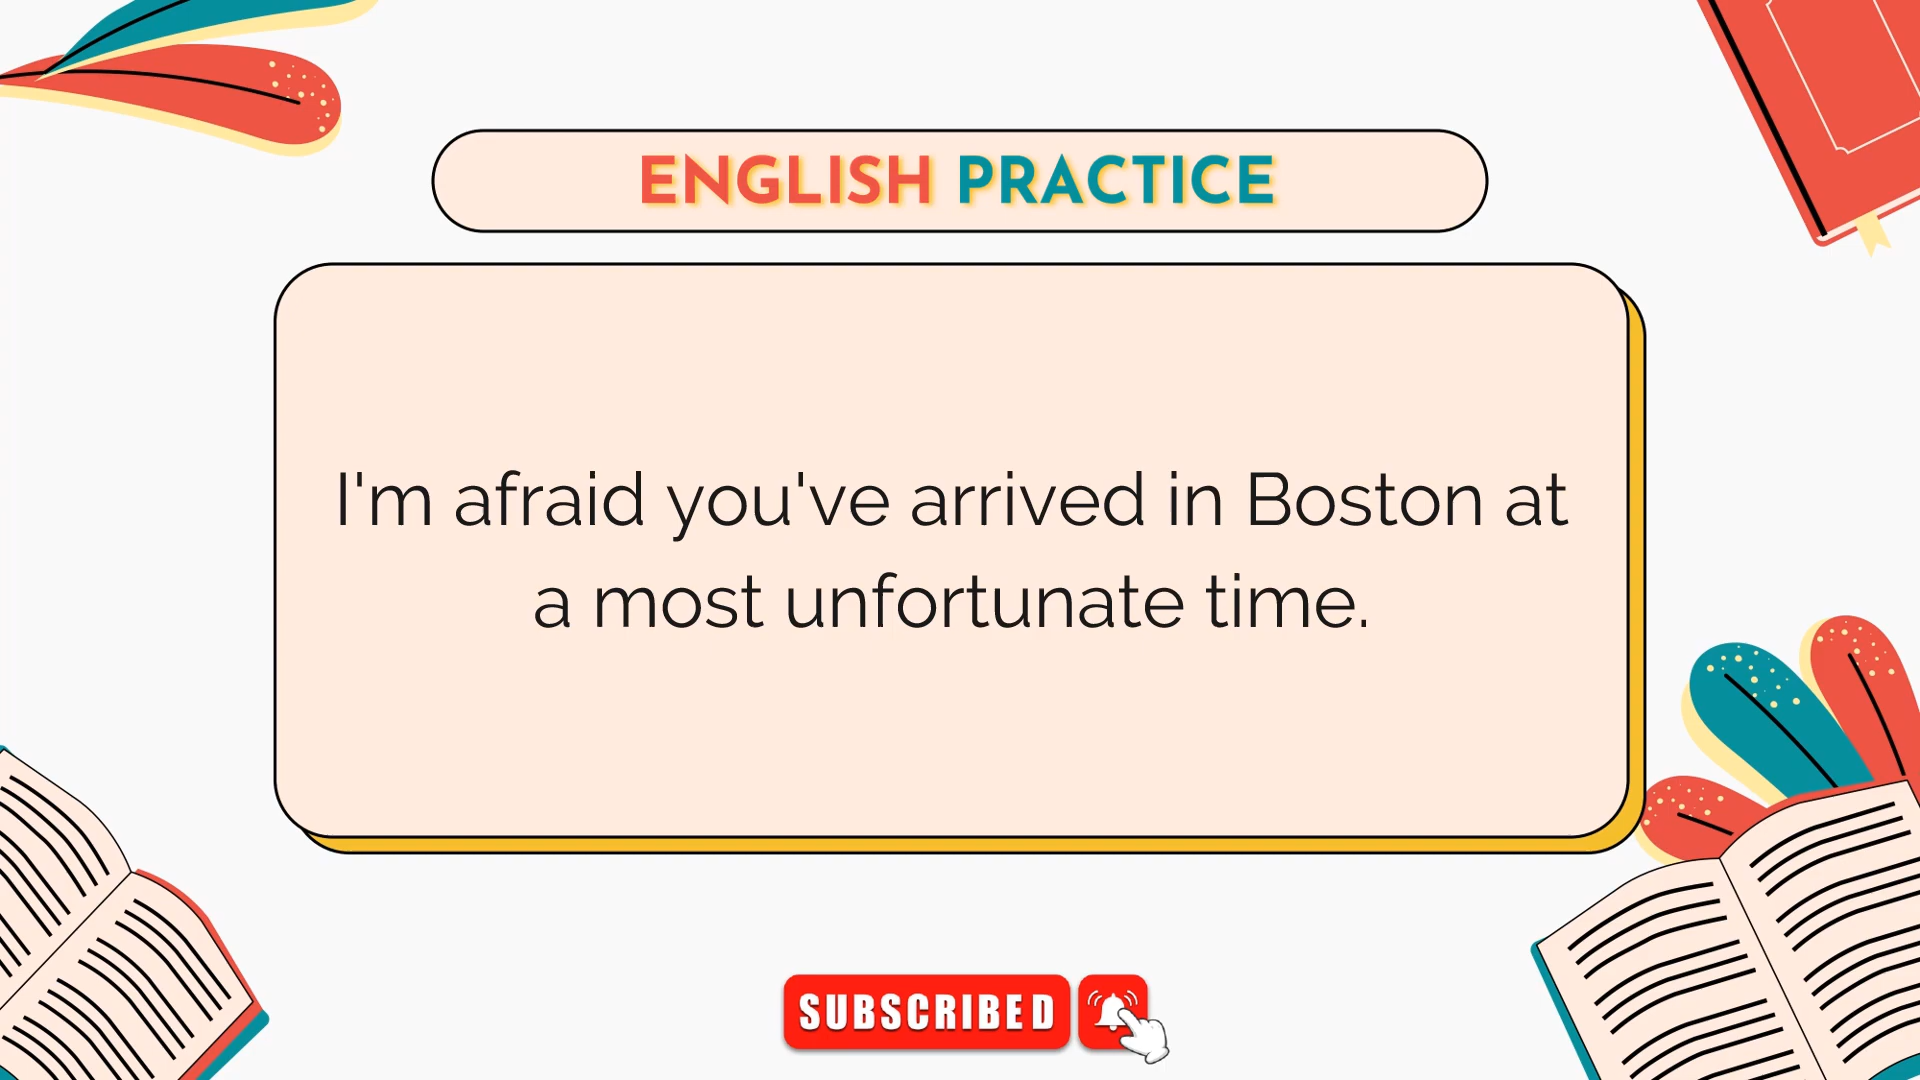 ENGLISH PRACTICE
I'm afraid you've arrived in Boston at
a most unfortunate time.
SUBSCRIBED